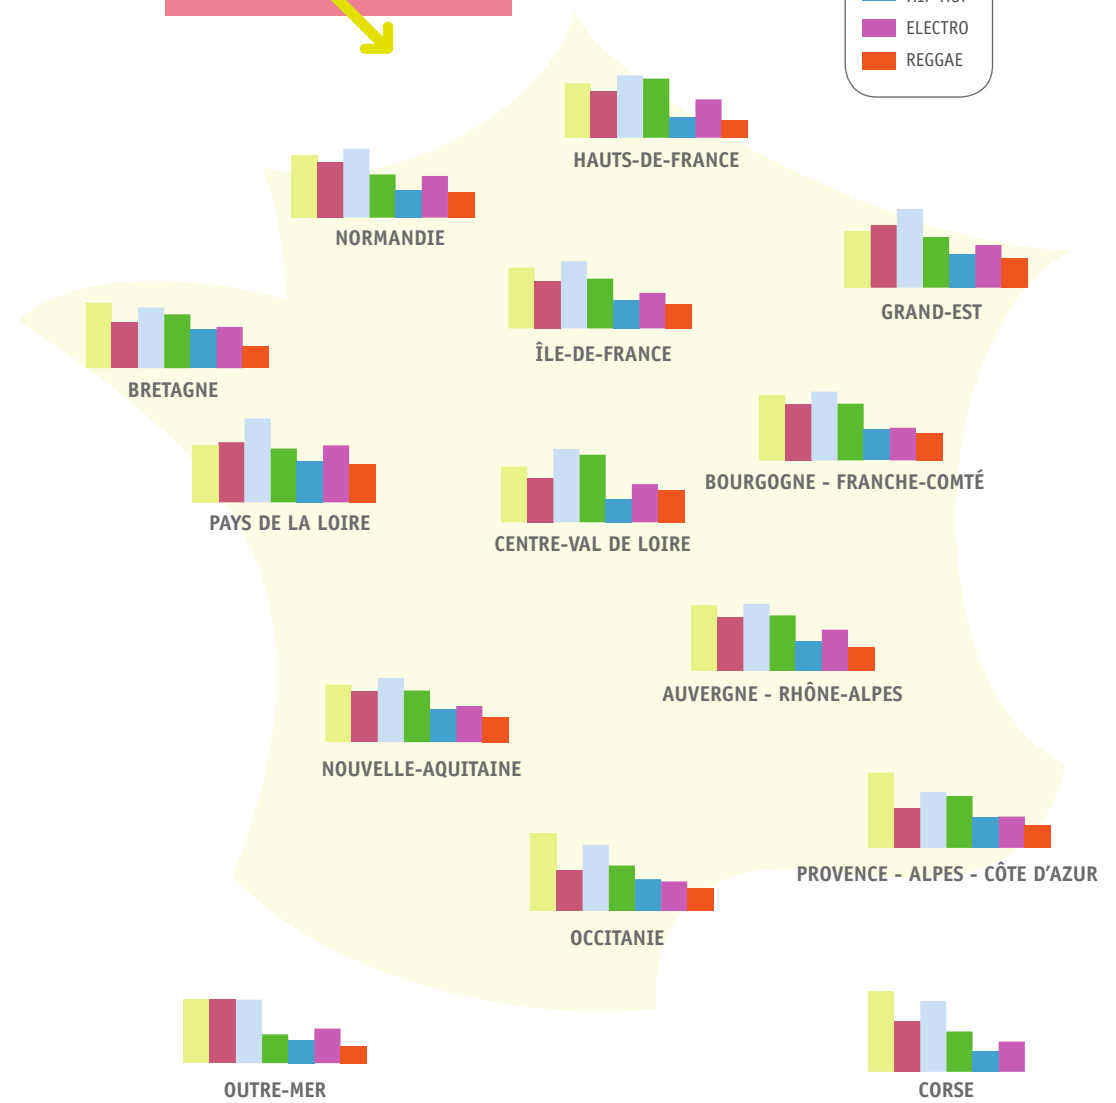 ELECTRO
REGGAE
HAUTS-DE-FRANCE
NORMANDIE
GRAND-EST
ÎLE-DE-FRANCE
BRETAGNE
BOURGOGNE - FRANCHE-COMTÉ
PAYS DE LA LOIRE
CENTRE-VAL DE LOIRE
AUVERGNE - RHÔNE-ALPES
NOUVELLE-AQUITAINE
PROVENCE - ALPES - CÔTE D’AZUR
OCCITANIE
OUTRE-MER
CORSE